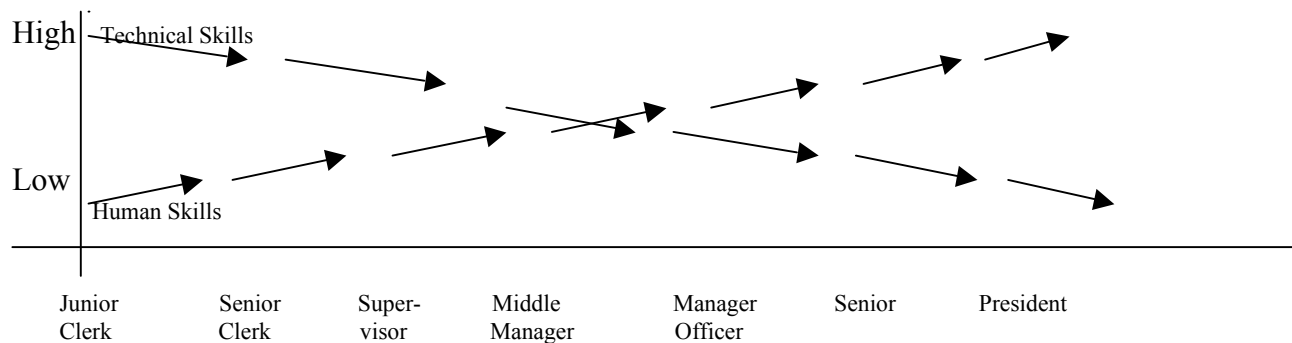 High
Technical Skills
Low
Human Skills
Junior Senior Super- Middle Manager Senior President
Clerk Clerk visor Manager Officer